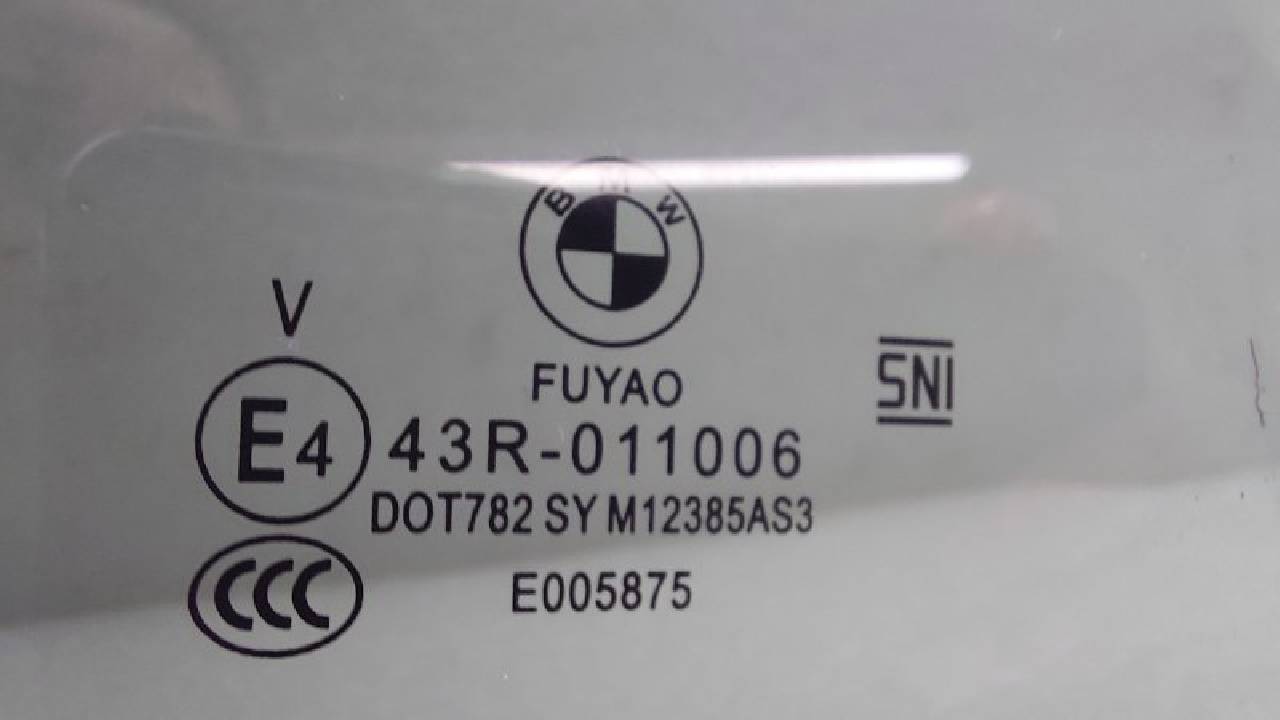 BMW
V
FUYAO
SNI
E4
43R-011006
DOT782 SY M12385AS3
CCC
E005875